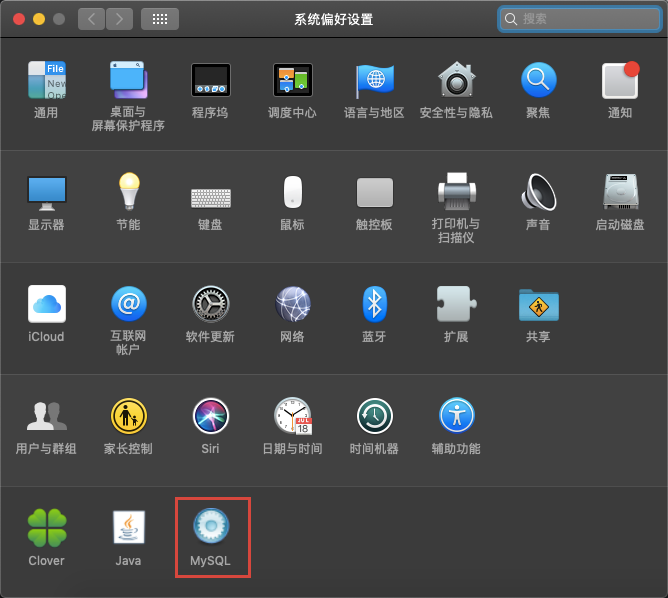 系统偏好设置
搜索
File
New
Ope
通用
桌面与
屏幕保护程序
程序坞
调度中心
语言与地区
安全性与隐私
聚焦
通知
显示器
节能
键盘
鼠标
触控板
打印机与
扫描仪
声音
启动磁盘
iCloud
@
互联网
帐户
软件更新
网络
蓝牙
扩展
共享
用户与群组
家长控制
Siri
JUL
18
日期与时间
时间机器
辅助功能
Clover
Java
MySQL